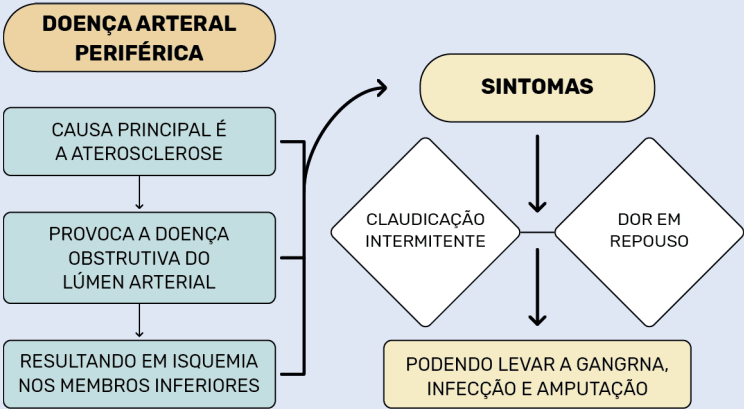 DOENÇA ARTERAL
PERIFÉRICA
CAUSA PRINCIPAL É
A ATEROSCLEROSE
PROVOCA A DOENÇA
OBSTRUTIVA DO
LÚMEN ARTERIAL
RESULTANDO EM ISQUEMIA
NOS MEMBROS INFERIORES
SINTOMAS
CLAUDICAÇÃO
INTERMITENTE
DOR EM
REPOUSO
PODENDO LEVAR A GANGRNA,
INFECÇÃO E AMPUTAÇÃO